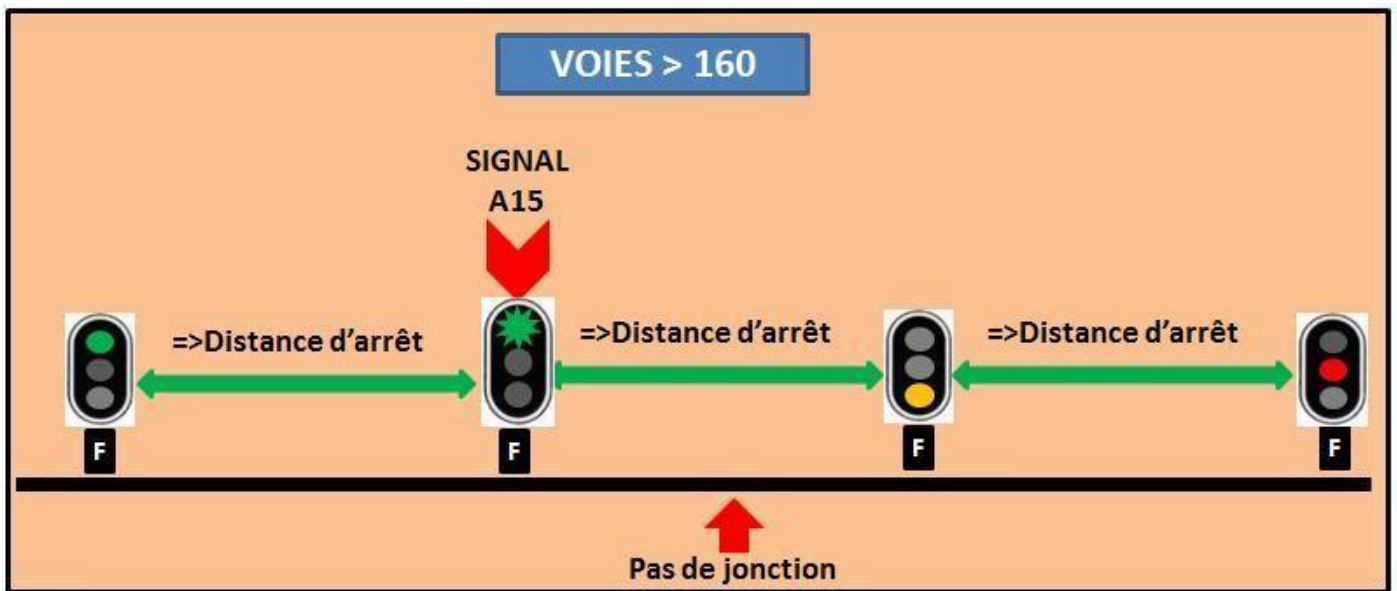 VOIES > 160
SIGNAL
A15
=>Distance d'arrêt
=>Distance d'arrêt
=>Distance d'arrêt
F
F
F
F
Pas de jonction